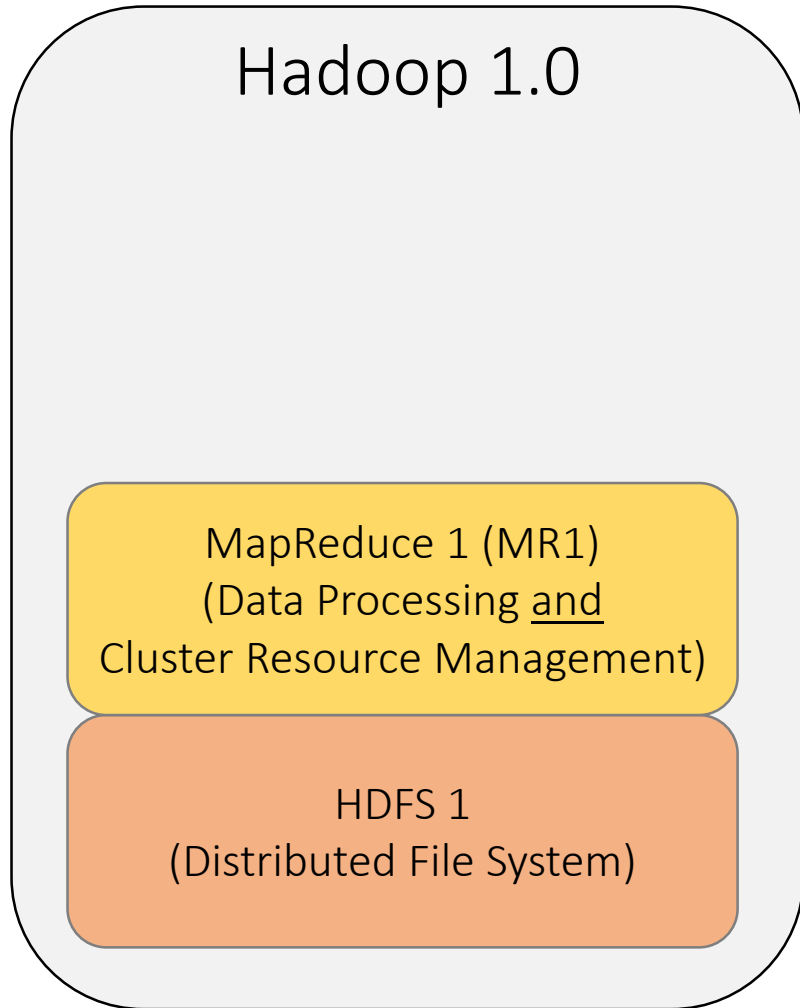 Hadoop 1.0
MapReduce 1 (MR1)
(Data Processing and
Cluster Resource Management)
HDFS 1
(Distributed File System)